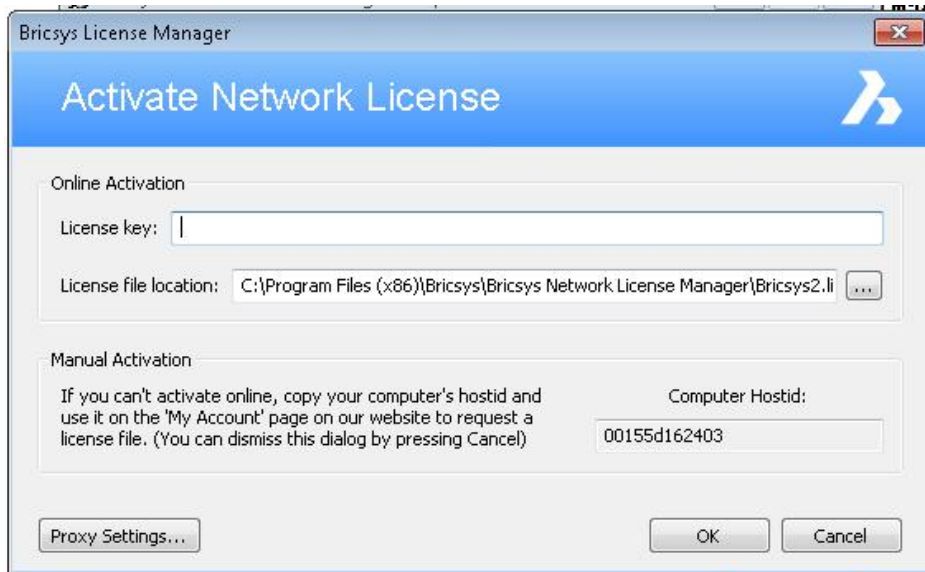 Bricsys License Manager
Activate Network License
Online Activation
License key:
License file location: C:\Program Files (x86)\Bricsys\Bricsys Network License Manager\Bricsys2.li ...
Manual Activation
If you can't activate online, copy your computer's hostid and
use it on the 'My Account' page on our website to request a
license file. (You can dismiss this dialog by pressing Cancel)
Computer Hostid:
00155d162403
Proxy Settings...
OK
Cancel